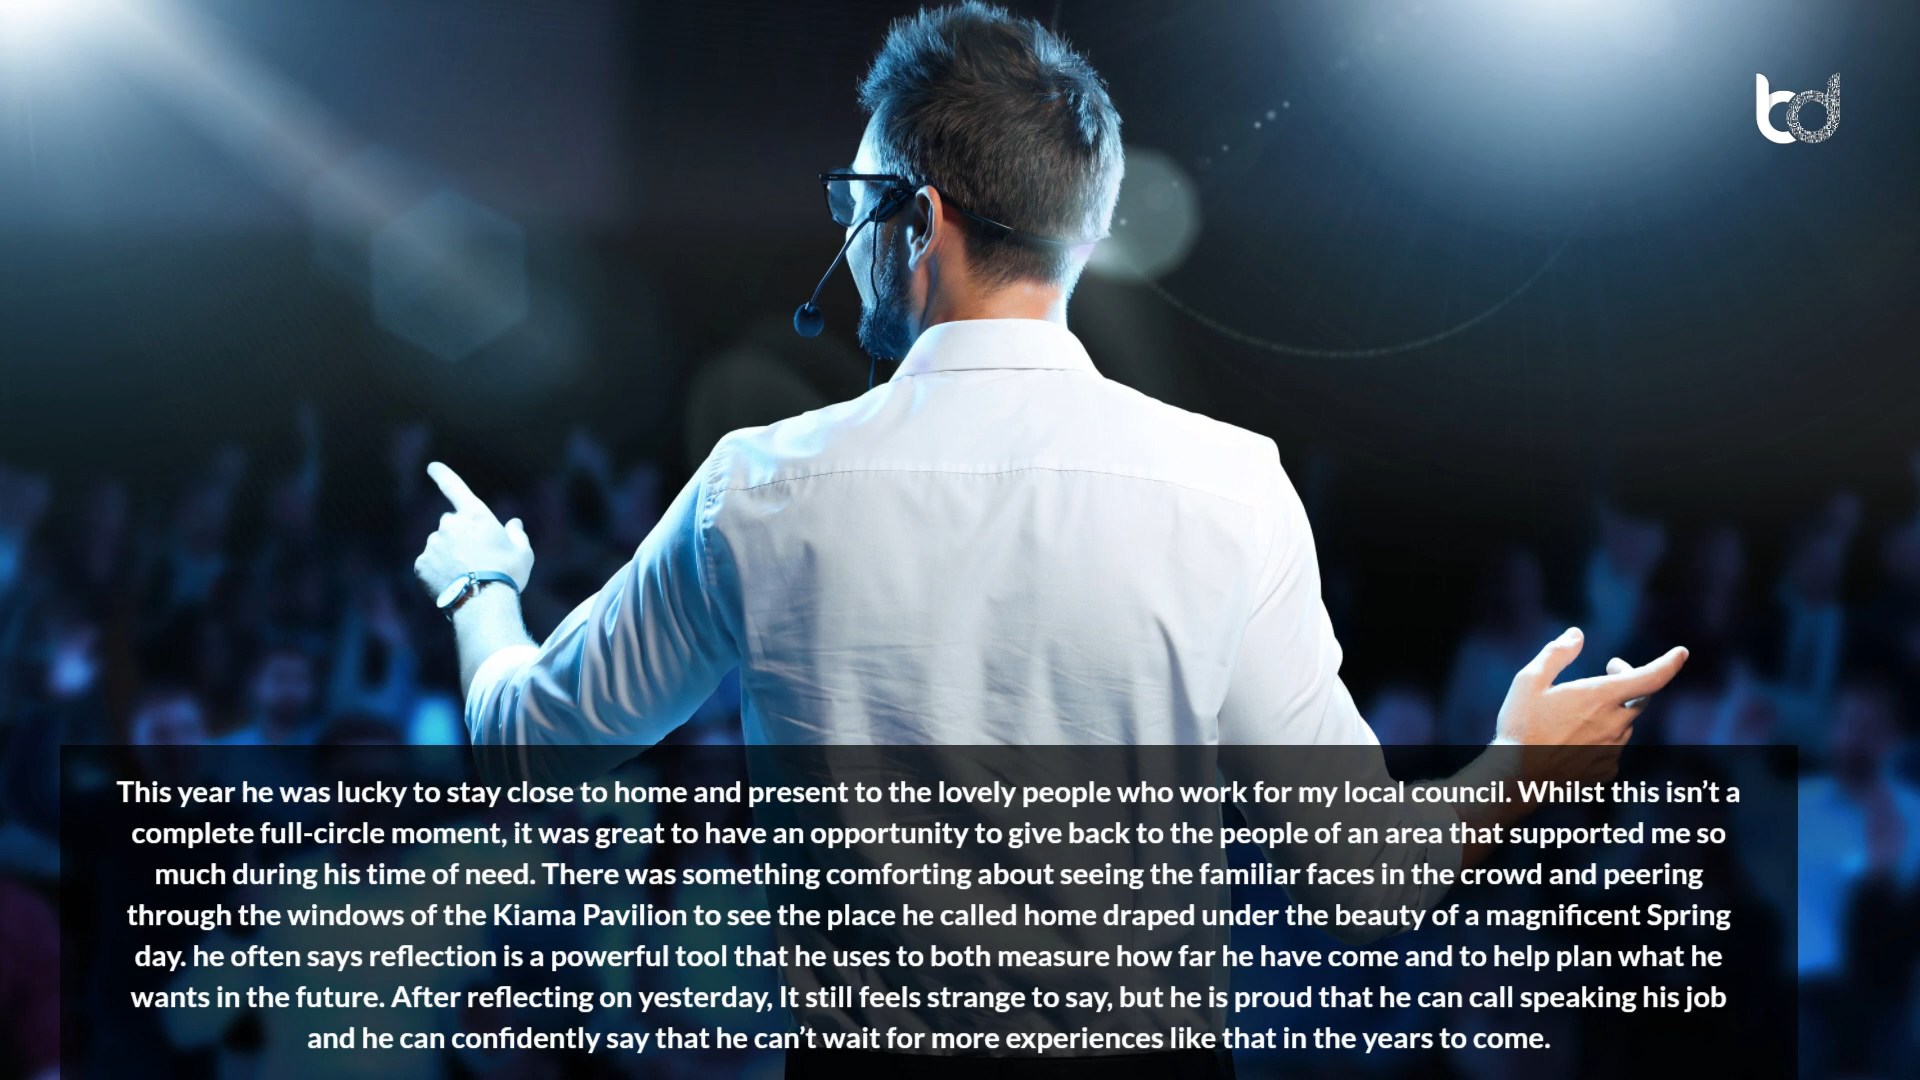 bd
This year he was lucky to stay close to home and present to the lovely people who work for my local council. Whilst this isn’t a
complete full-circle moment, it was great to have an opportunity to give back to the people of an area that supported me so
much during his time of need. There was something comforting about seeing the familiar faces in the crowd and peering
through the windows of the Kiama Pavilion to see the place he called home draped under the beauty of a magnificent Spring
day. he often says reflection is a powerful tool that he uses to both measure how far he have come and to help plan what he
wants in the future. After reflecting on yesterday, It still feels strange to say, but he is proud that he can call speaking his job
and he can confidently say that he can’t wait for more experiences like that in the years to come.